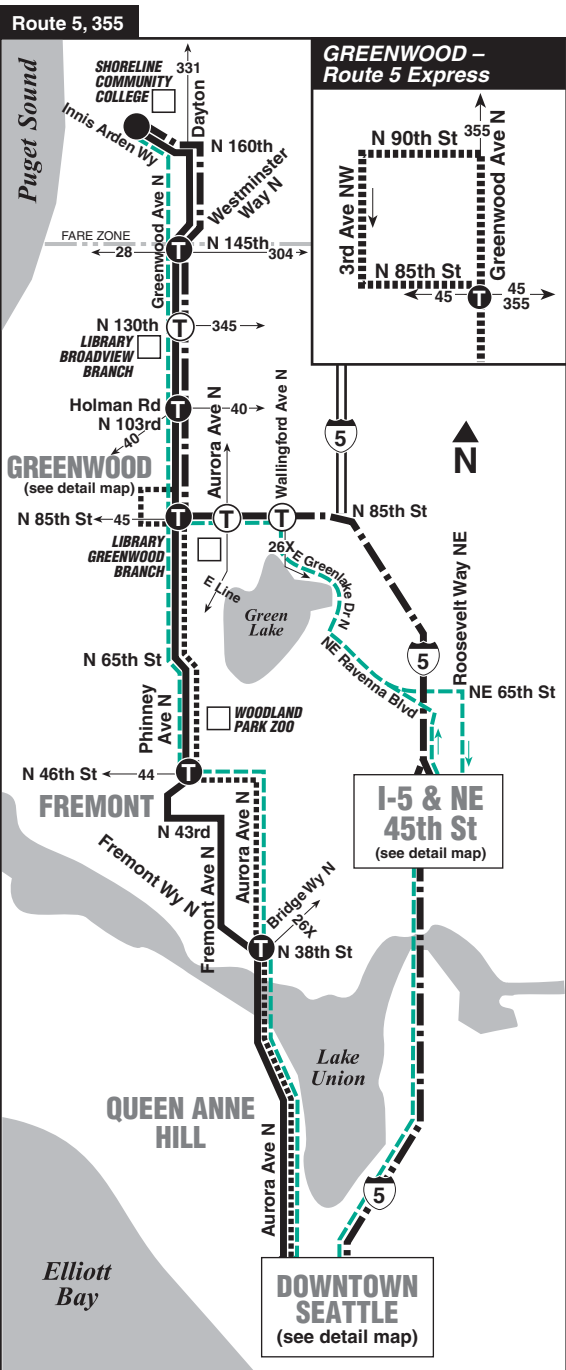 Route 5, 355
GREENWOOD –
Route 5 Express
355
N 90th St
3rd Ave NW
Greenwood Ave N
N 85th St
45
T
45
355
Puget Sound
SHORELINE
COMMUNITY
COLLEGE
331
Dayton
Innis Arden Wy
N 160th
Westminster
Way N
Greenwood Ave N
FARE ZONE
28
T
N 145th
304
N 130th
T
345
LIBRARY
BROADVIEW
BRANCH
Holman Rd
N 103rd
T
40
40
GREENWOOD
(see detail map)
Aurora Ave N
Wallingford Ave N
5
N
N 85th St
45
T
T
T
N 85th St
LIBRARY
GREENWOOD
BRANCH
E Line
26X
E Greenlake Dr N
Green
Lake
Roosevelt Way NE
5
N 65th St
NE Ravenna Blvd
NE 65th St
Phinney
Ave N
WOODLAND
PARK ZOO
N 46th St
44
T
FREMONT
N 43rd
Aurora Ave N
I-5 & NE
45th St
(see detail map)
Fremont Wy N
Fremont Ave N
Bridge Wy N
26X
T
N 38th St
Lake
Union
QUEEN ANNE
HILL
Aurora Ave N
5
Elliott
Bay
DOWNTOWN
SEATTLE
(see detail map)